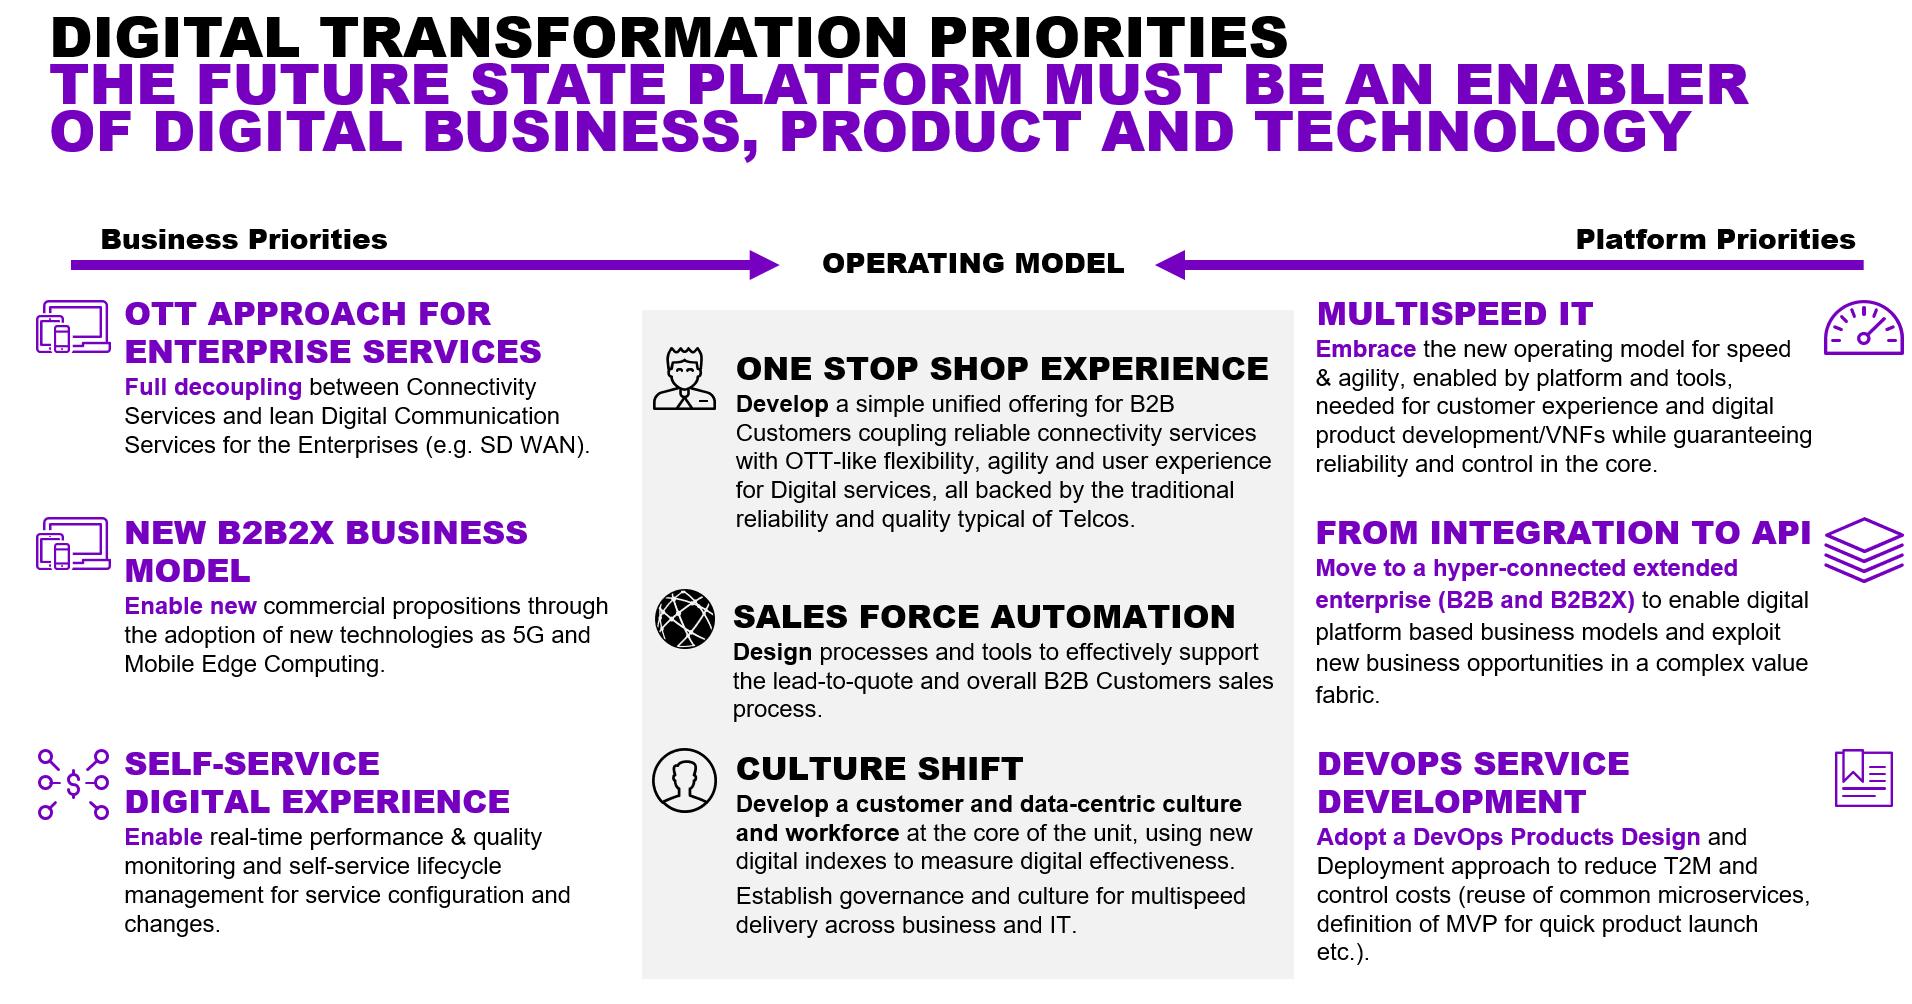 DIGITAL TRANSFORMATION PRIORITIES
THE FUTURE STATE PLATFORM MUST BE AN ENABLER
OF DIGITAL BUSINESS, PRODUCT AND TECHNOLOGY
Business Priorities
OPERATING MODEL
Platform Priorities
OTT APPROACH FOR
ENTERPRISE SERVICES
Full decoupling between Connectivity
Services and lean Digital Communication
Services for the Enterprises (e.g. SD WAN).
NEW B2B2X BUSINESS
MODEL
Enable new commercial propositions through
the adoption of new technologies as 5G and
Mobile Edge Computing.
SELF-SERVICE
DIGITAL EXPERIENCE
Enable real-time performance & quality
monitoring and self-service lifecycle
management for service configuration and
changes.
ONE STOP SHOP EXPERIENCE
Develop a simple unified offering for B2B
Customers coupling reliable connectivity services
with OTT-like flexibility, agility and user experience
for Digital services, all backed by the traditional
reliability and quality typical of Telcos.
SALES FORCE AUTOMATION
Design processes and tools to effectively support
the lead-to-quote and overall B2B Customers sales
process.
CULTURE SHIFT
Develop a customer and data-centric culture
and workforce at the core of the unit, using new
digital indexes to measure digital effectiveness.
Establish governance and culture for multispeed
delivery across business and IT.
MULTISPEED IT
Embrace the new operating model for speed
& agility, enabled by platform and tools,
needed for customer experience and digital
product development/VNFs while guaranteeing
reliability and control in the core.
FROM INTEGRATION TO API
Move to a hyper-connected extended
enterprise (B2B and B2B2X) to enable digital
platform based business models and exploit
new business opportunities in a complex value
fabric.
DEVOPS SERVICE
DEVELOPMENT
Adopt a DevOps Products Design and
Deployment approach to reduce T2M and
control costs (reuse of common microservices,
definition of MVP for quick product launch
etc.).